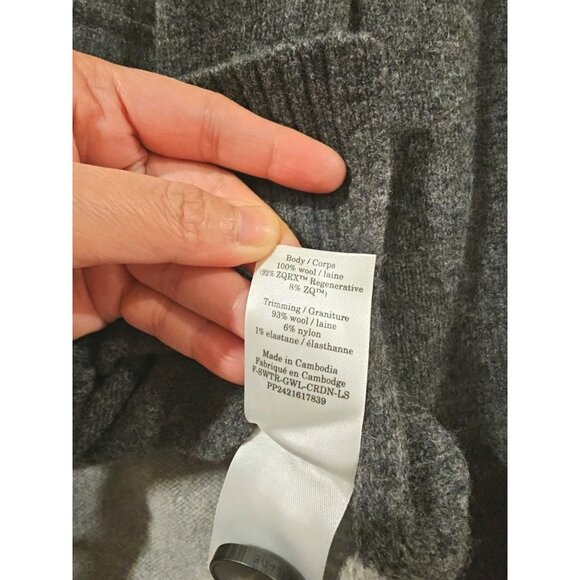 Body / Corps
100% wool / laine
(92% ZQRX™ Regenerative
8% ZQ™)
Trimming / Graniture
93% wool / laine
6% nylon
1% elastane / élasthanne
Made in Cambodia
Fabriqué en Cambodge
F-SWTR-GWL-CRDN-LS
PP2421617839